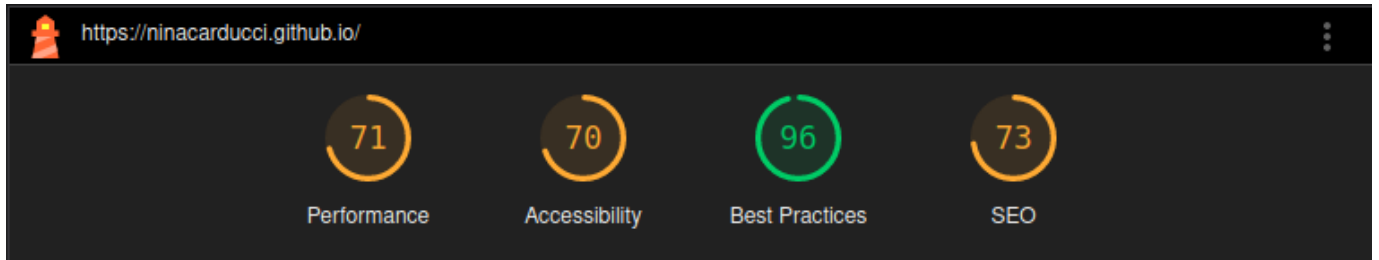 https://ninacarducci.github.io/
71 70 96 73
Performance Accessibility Best Practices SEO